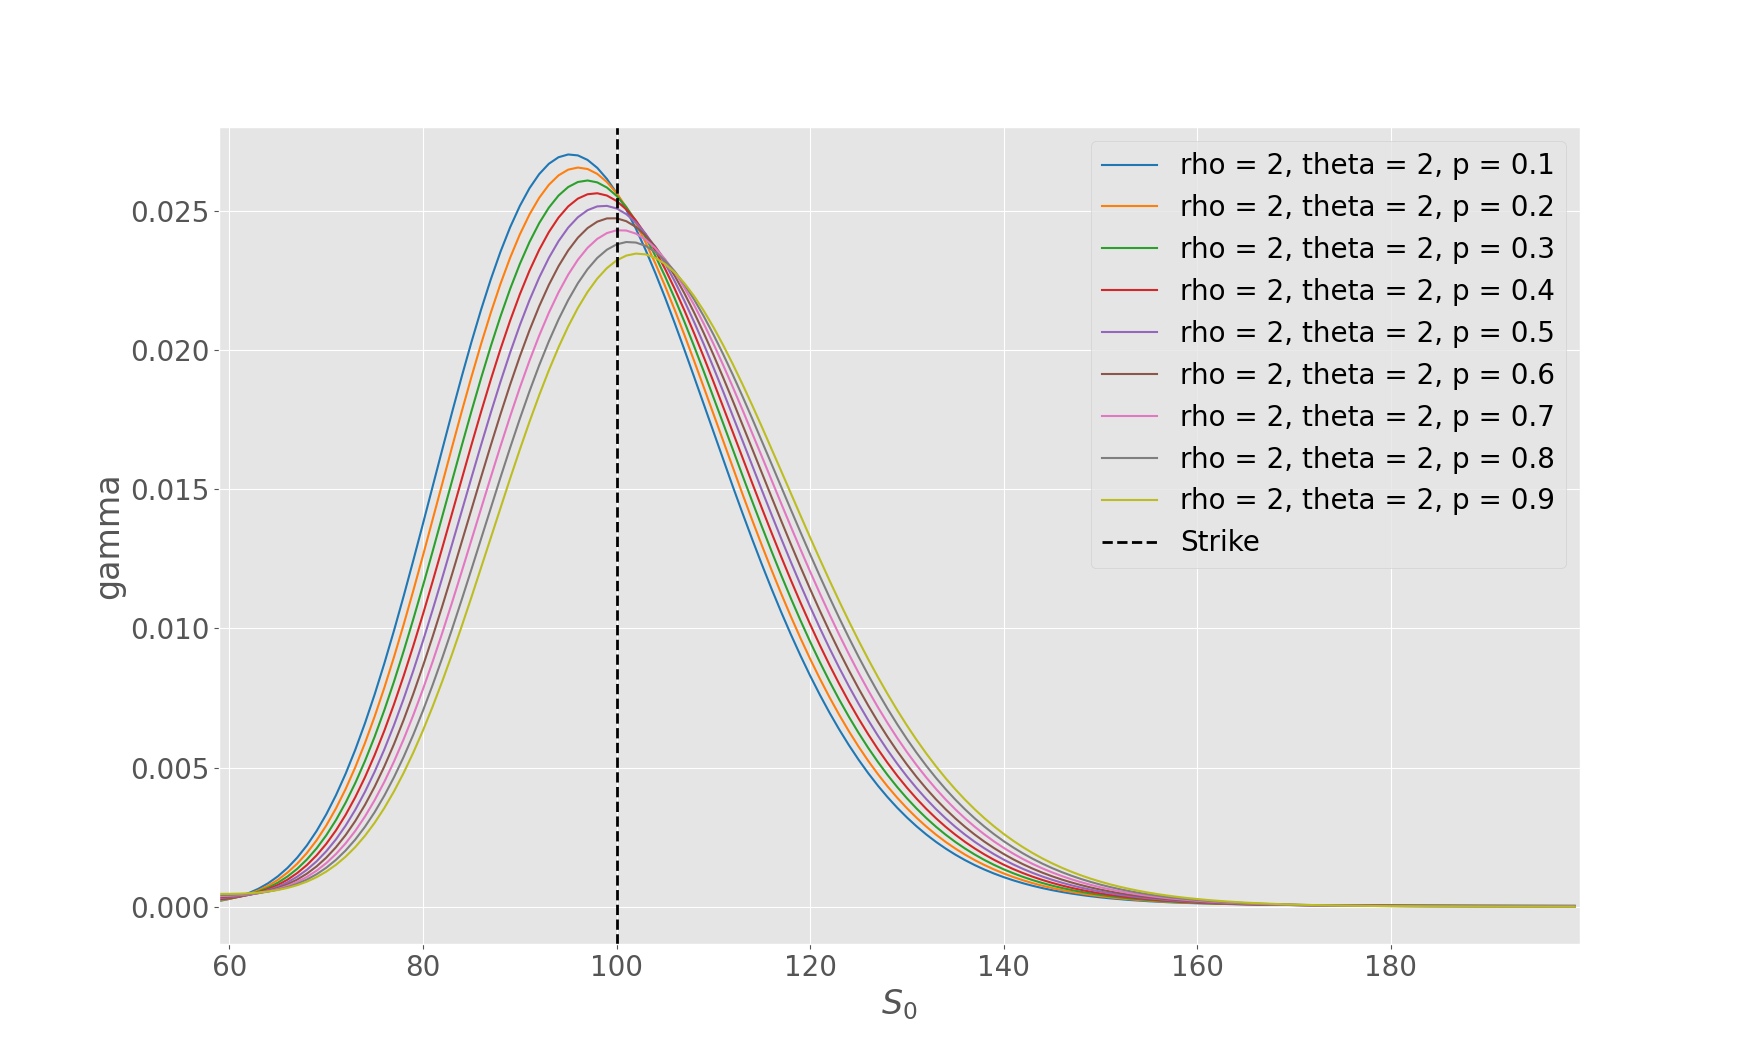 gamma
0.025
0.020
0.015
0.010
0.005
0.000
60 80 100 120 140 160 180
S₀
rho = 2, theta = 2, p = 0.1
rho = 2, theta = 2, p = 0.2
rho = 2, theta = 2, p = 0.3
rho = 2, theta = 2, p = 0.4
rho = 2, theta = 2, p = 0.5
rho = 2, theta = 2, p = 0.6
rho = 2, theta = 2, p = 0.7
rho = 2, theta = 2, p = 0.8
rho = 2, theta = 2, p = 0.9
Strike